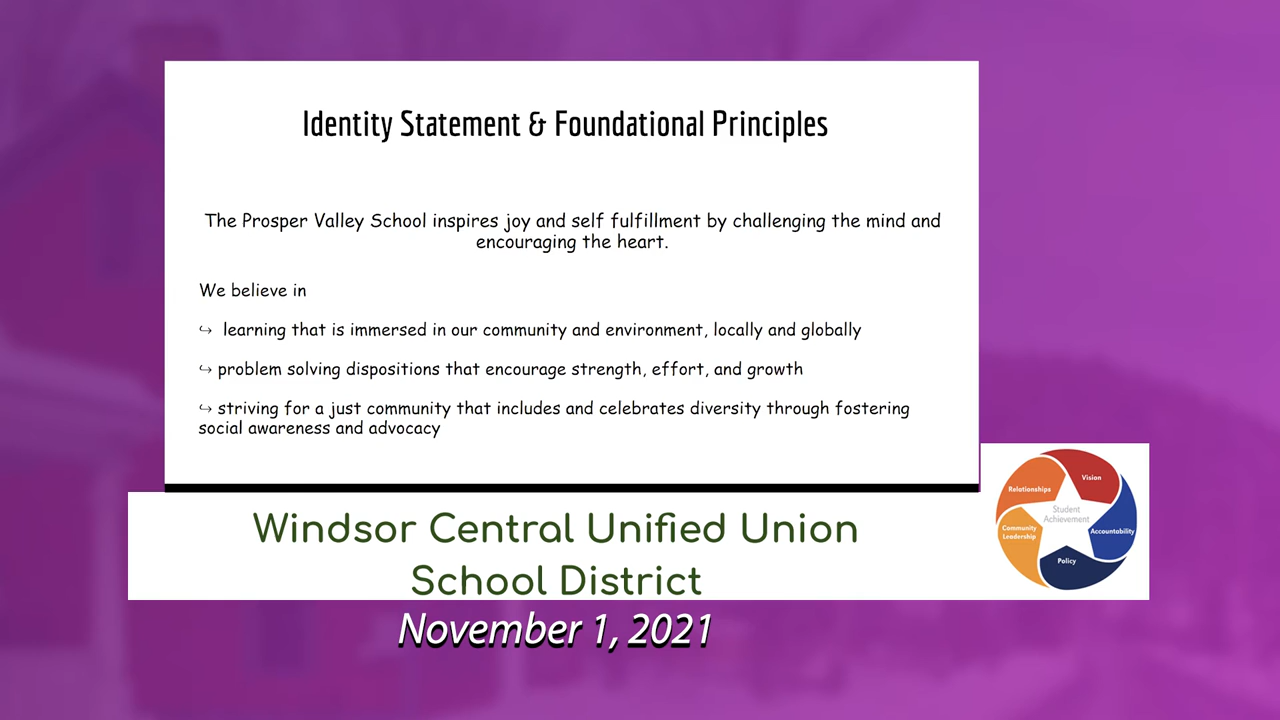 Identity Statement & Foundational Principles
The Prosper Valley School inspires joy and self fulfillment by challenging the mind and
encouraging the heart.
We believe in
↪ learning that is immersed in our community and environment, locally and globally
↪ problem solving dispositions that encourage strength, effort, and growth
↪ striving for a just community that includes and celebrates diversity through fostering
social awareness and advocacy
Relationships
Vision
Student
Achievement
Community
Leadership
Accountability
Policy
Windsor Central Unified Union
School District
November 1, 2021